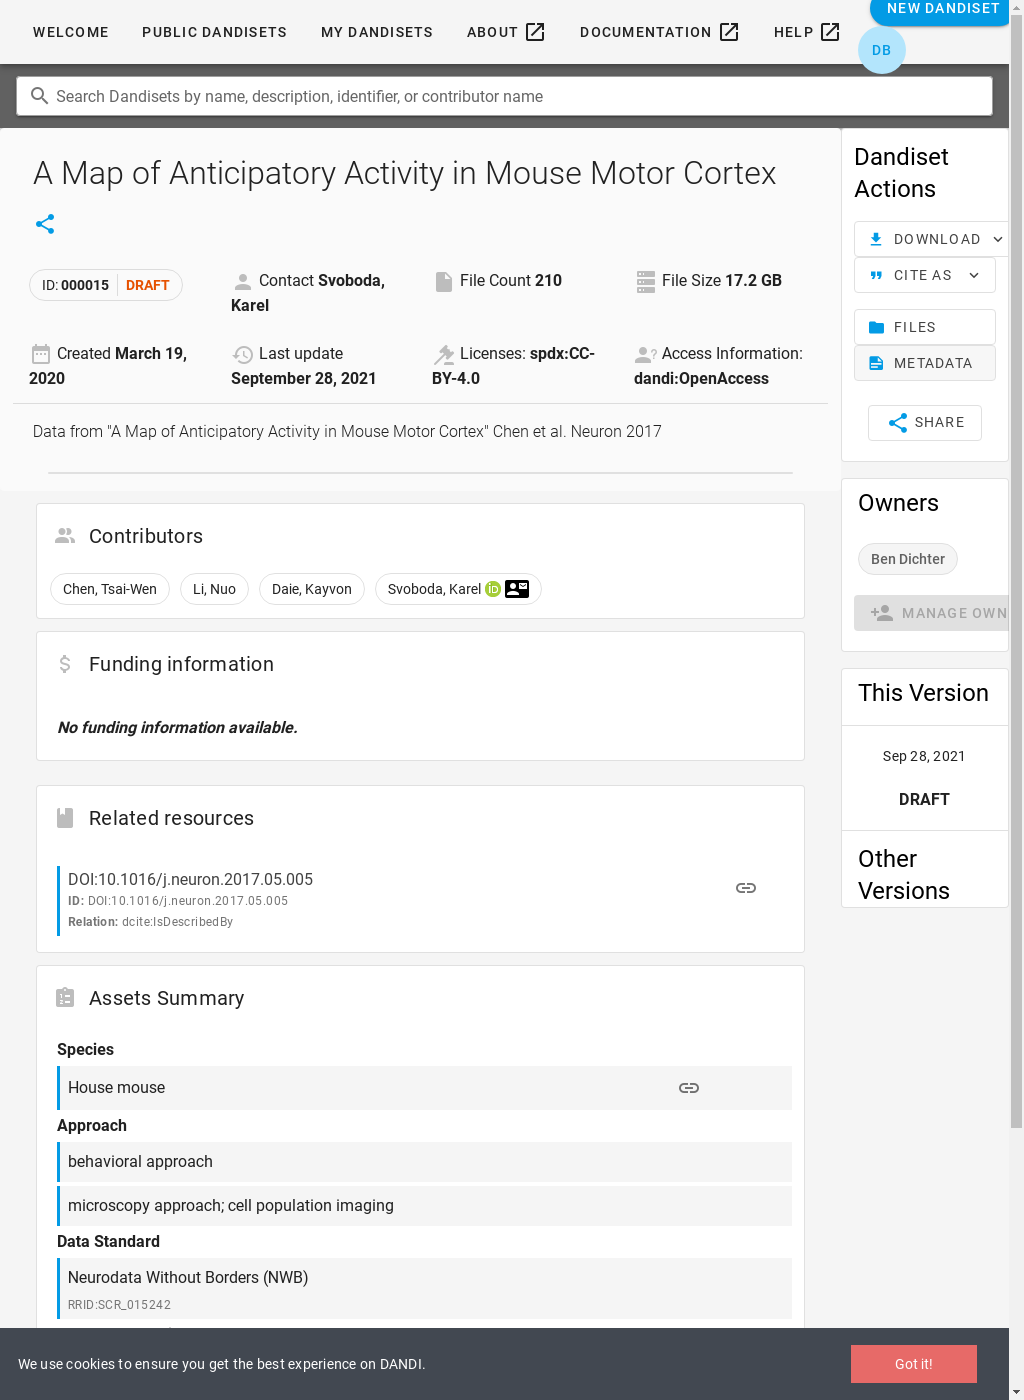 WELCOME PUBLIC DANDISETS MY DANDISETS ABOUT DOCUMENTATION HELP NEW DANDISET
DB
Search Dandisets by name, description, identifier, or contributor name
A Map of Anticipatory Activity in Mouse Motor Cortex
ID: 000015 DRAFT
Contact Svoboda, Karel
File Count 210
File Size 17.2 GB
Created March 19, 2020
Last update September 28, 2021
Licenses: spdx:CC-BY-4.0
Access Information: dandi:OpenAccess
Data from "A Map of Anticipatory Activity in Mouse Motor Cortex" Chen et al. Neuron 2017
Contributors
Chen, Tsai-Wen Li, Nuo Daie, Kayvon Svoboda, Karel iD
Funding information
No funding information available.
Related resources
DOI:10.1016/j.neuron.2017.05.005
ID: DOI:10.1016/j.neuron.2017.05.005
Relation: dcite:IsDescribedBy
Assets Summary
Species
House mouse
Approach
behavioral approach
microscopy approach; cell population imaging
Data Standard
Neurodata Without Borders (NWB)
RRID:SCR_015242
Dandiset
Actions
DOWNLOAD
CITE AS
FILES
METADATA
SHARE
Owners
Ben Dichter
MANAGE OWN
This Version
Sep 28, 2021
DRAFT
Other
Versions
We use cookies to ensure you get the best experience on DANDI.
Got it!